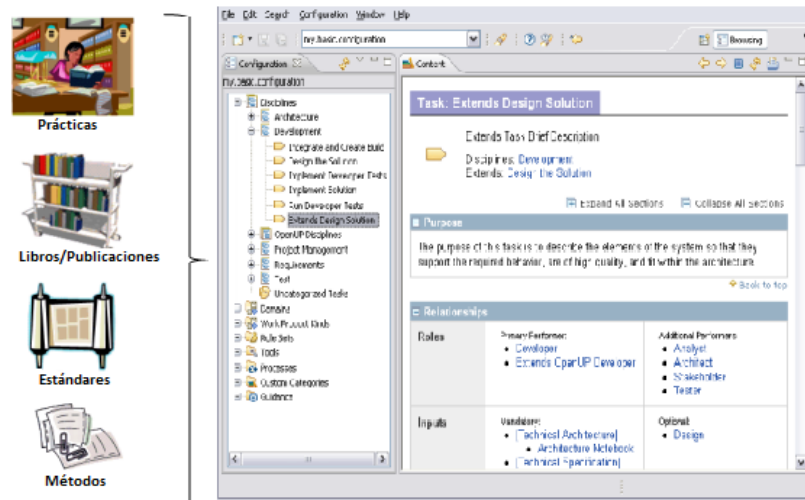 Prácticas
Libros/Publicaciones
Estándares
Métodos
File Edit Search Configuration Window Help
my.basic.configuration
Browsing
Configuration
my.basic.configuration
Disciplines
Architecture
Development
Integrate and Create Build
Design the Solution
Implement Developer Tests
Implement Solution
Run Developer Tests
Extends Design Solution
OpenUP Disciplines
Project Management
Requirements
Test
Uncategorized Tasks
Domains
Work Product Kinds
Role Sets
Tools
Processes
Custom Categories
Guidance
Content
Task: Extends Design Solution
Extends Task Brief Description
Disciplines: Development
Extends: Design the Solution
Expand All Sections Collapse All Sections
Purpose
The purpose of this task is to describe the elements of the system so that they
support the required behavior, are of high quality, and fit within the architecture
Back to top
Relationships
Roles
Primary Performer:
Developer
Extends OpenUP Developer
Additional Performers:
Analyst
Architect
Stakeholder
Tester
Inputs
Mandatory:
[Technical Architecture]
Architecture Notebook
[Technical Specification]
Optional:
Design